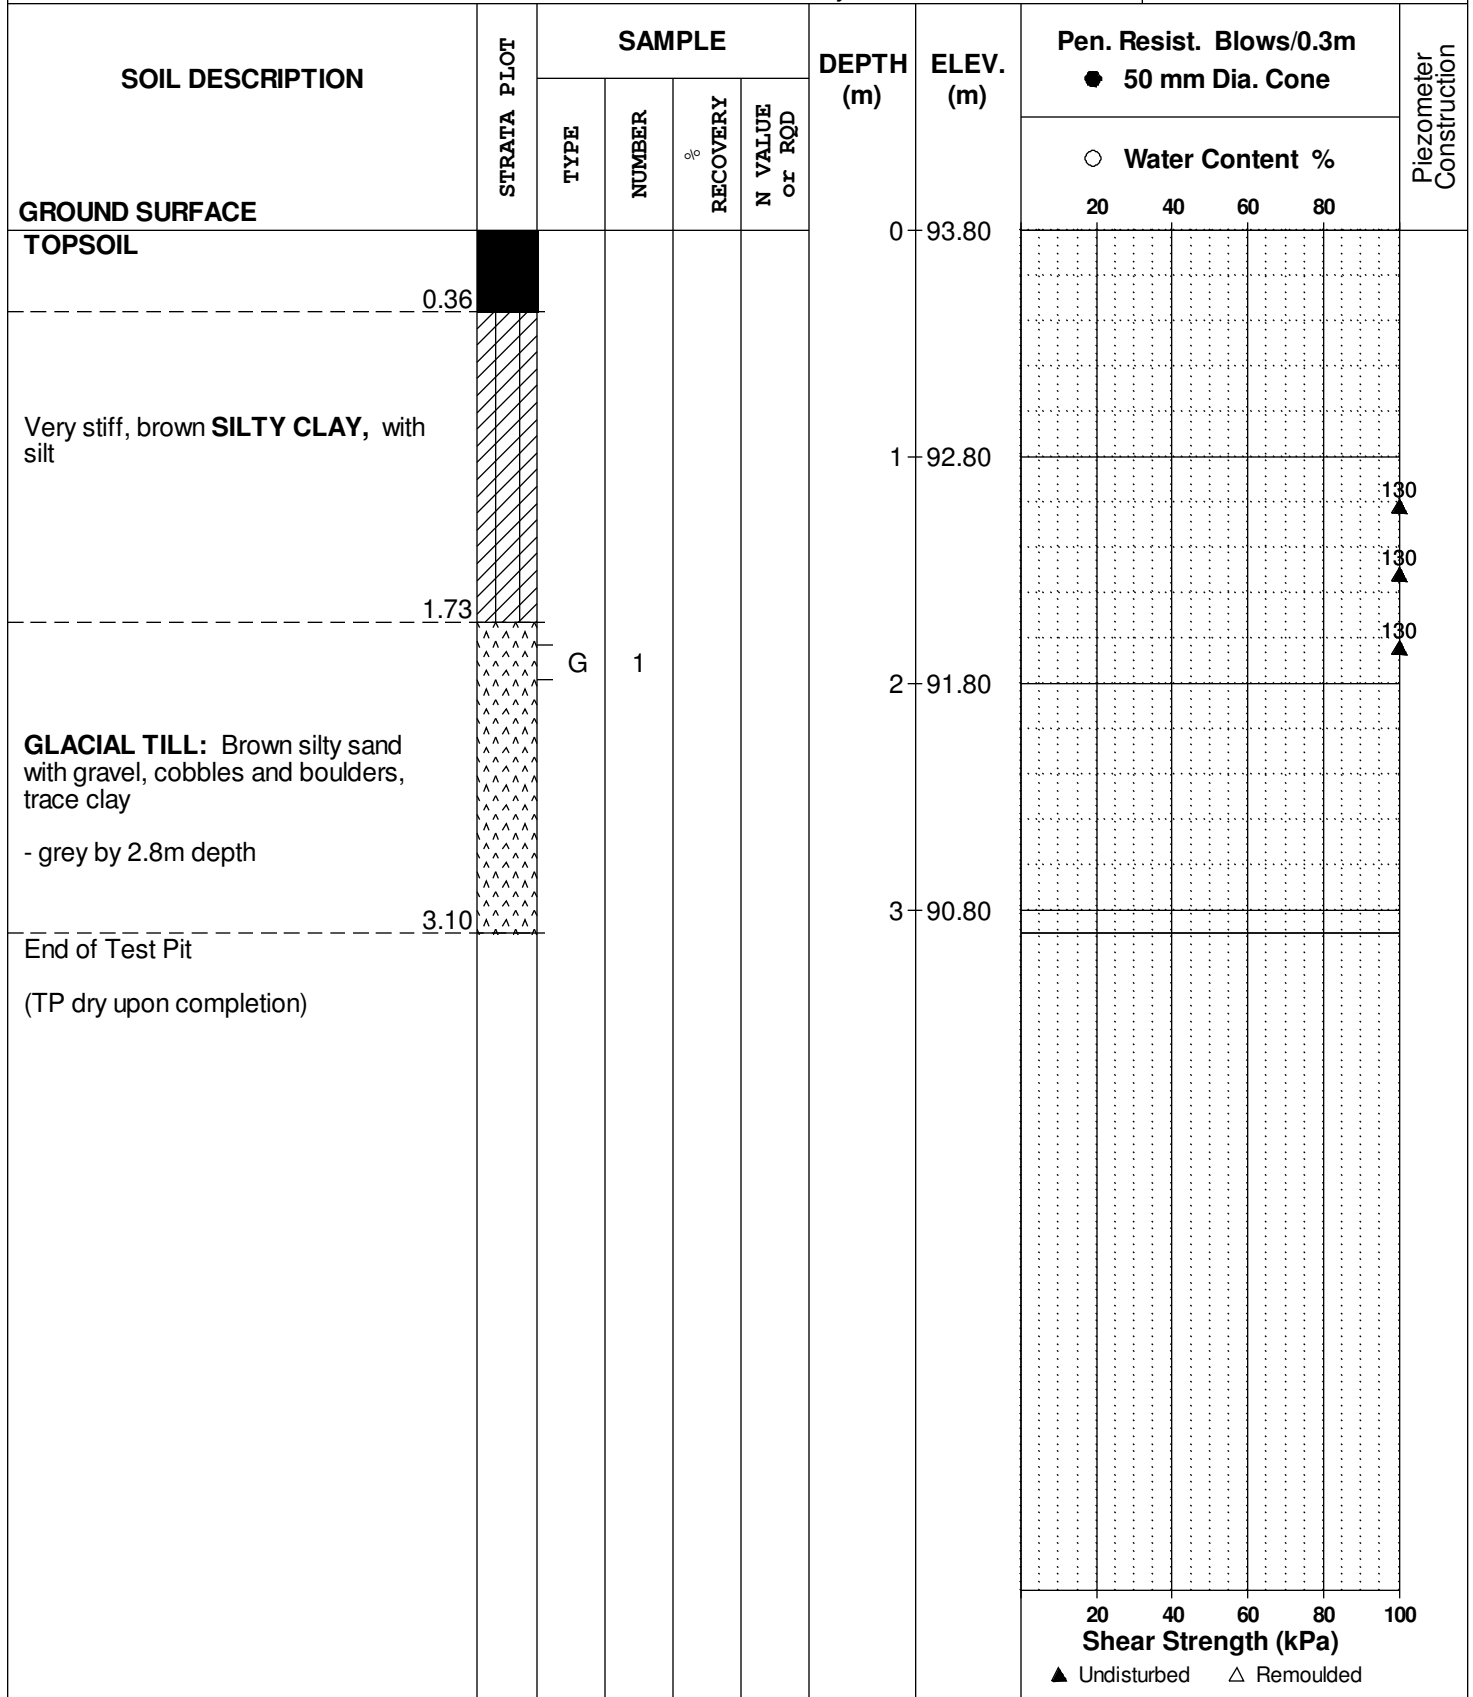 SOIL DESCRIPTION
GROUND SURFACE
STRATA PLOT
SAMPLE
TYPE
NUMBER
%
RECOVERY
N VALUE
or RQD
DEPTH
(m)
ELEV.
(m)
Pen. Resist. Blows/0.3m
● 50 mm Dia. Cone
○ Water Content %
20 40 60 80
Piezometer
Construction
TOPSOIL
0.36
0 93.80
Very stiff, brown SILTY CLAY, with
silt
1 92.80
130
130
1.73
130
G 1
2 91.80
GLACIAL TILL: Brown silty sand
with gravel, cobbles and boulders,
trace clay
- grey by 2.8m depth
3.10
3 90.80
End of Test Pit
(TP dry upon completion)
20 40 60 80 100
Shear Strength (kPa)
▲ Undisturbed △ Remoulded